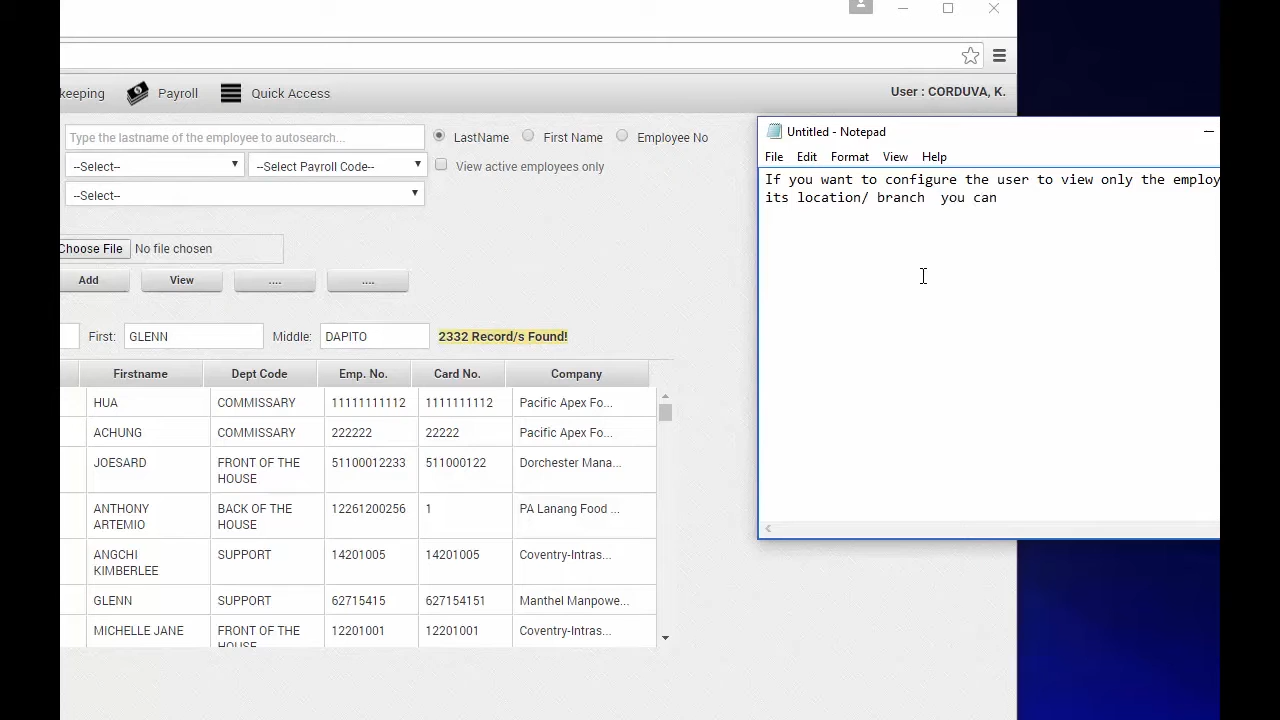 keeping Payroll Quick Access User : CORDUVA, K.
Type the lastname of the employee to autosearch... LastName First Name Employee No
--Select-- --Select Payroll Code-- View active employees only
--Select--
Choose File No file chosen
Add View .... ....
First: GLENN Middle: DAPITO 2332 Record/s Found!
Firstname Dept Code Emp. No. Card No. Company
HUA COMMISSARY 11111111112 1111111112 Pacific Apex Fo...
ACHUNG COMMISSARY 222222 22222 Pacific Apex Fo...
JOESARD FRONT OF THE 51100012233 511000122 Dorchester Mana...
HOUSE
ANTHONY BACK OF THE 12261200256 1 PA Lanang Food ...
ARTEMIO HOUSE
ANGCHI SUPPORT 14201005 14201005 Coventry-Intras...
KIMBERLEE
GLENN SUPPORT 62715415 627154151 Manthel Manpowe...
MICHELLE JANE FRONT OF THE 12201001 12201001 Coventry-Intras...
HOUSE
Untitled - Notepad
File Edit Format View Help
If you want to configure the user to view only the employ
its location/ branch  you can